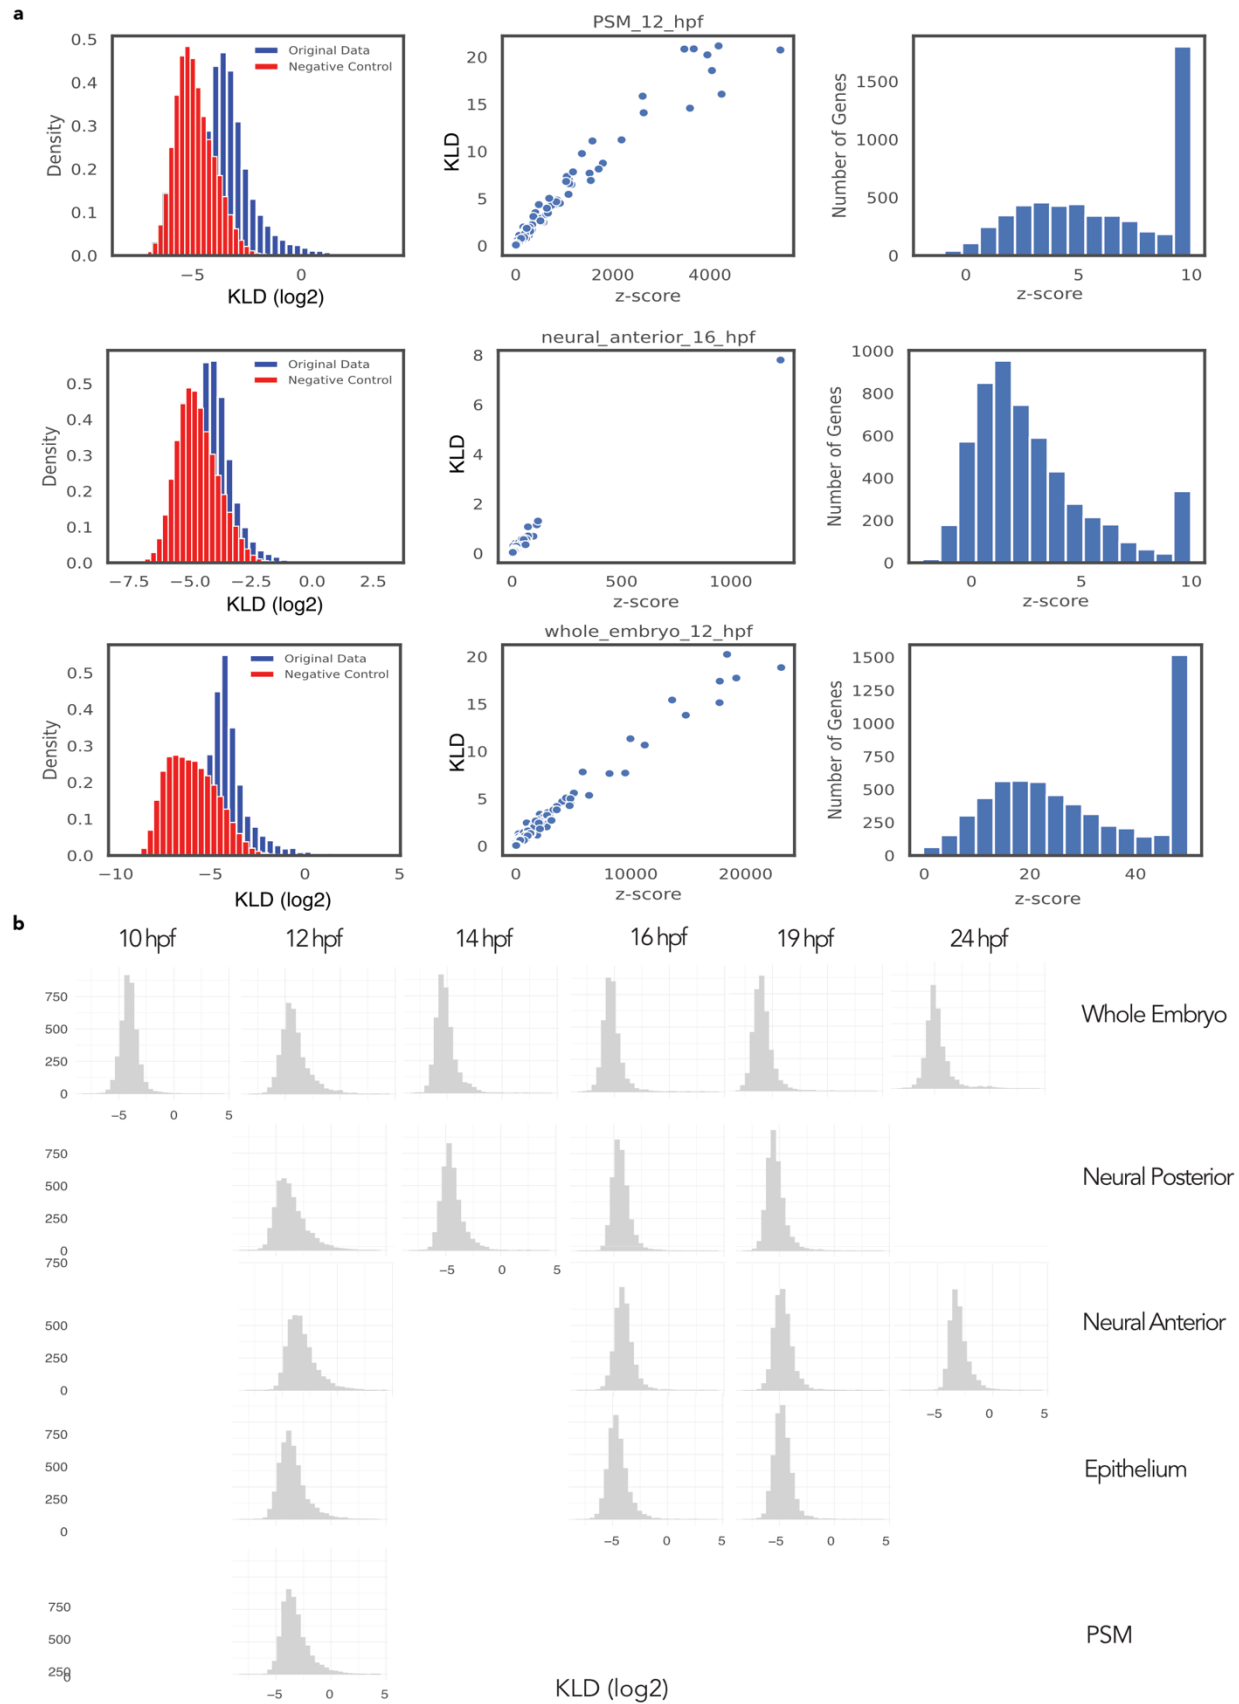 a
PSM_12_hpf
0.5
0.4
0.3
0.2
0.1
0.0
Density
Original Data
Negative Control
−5
0
KLD (log2)
20
15
10
5
0
KLD
0
2000
4000
z-score
1500
1000
500
0
Number of Genes
0
5
10
z-score
neural_anterior_16_hpf
0.5
0.4
0.3
0.2
0.1
0.0
Density
Original Data
Negative Control
−7.5
−5.0
−2.5
0.0
2.5
KLD (log2)
8
6
4
2
0
KLD
0
500
1000
z-score
1000
800
600
400
200
0
Number of Genes
0
5
10
z-score
whole_embryo_12_hpf
0.5
0.4
0.3
0.2
0.1
0.0
Density
Original Data
Negative Control
−10
−5
0
5
KLD (log2)
20
15
10
5
0
KLD
0
10000
20000
z-score
1500
1250
1000
750
500
250
0
Number of Genes
0
20
40
z-score
b
10 hpf 12 hpf 14 hpf 16 hpf 19 hpf 24 hpf
750
500
250
0
Whole Embryo
−5 0 5
750
500
250
0
Neural Posterior
−5 0 5
750
500
250
0
Neural Anterior
−5 0 5
750
500
250
0
Epithelium
−5 0 5 −5 0 5
750
500
250
0
PSM
−5 0 5
KLD (log2)